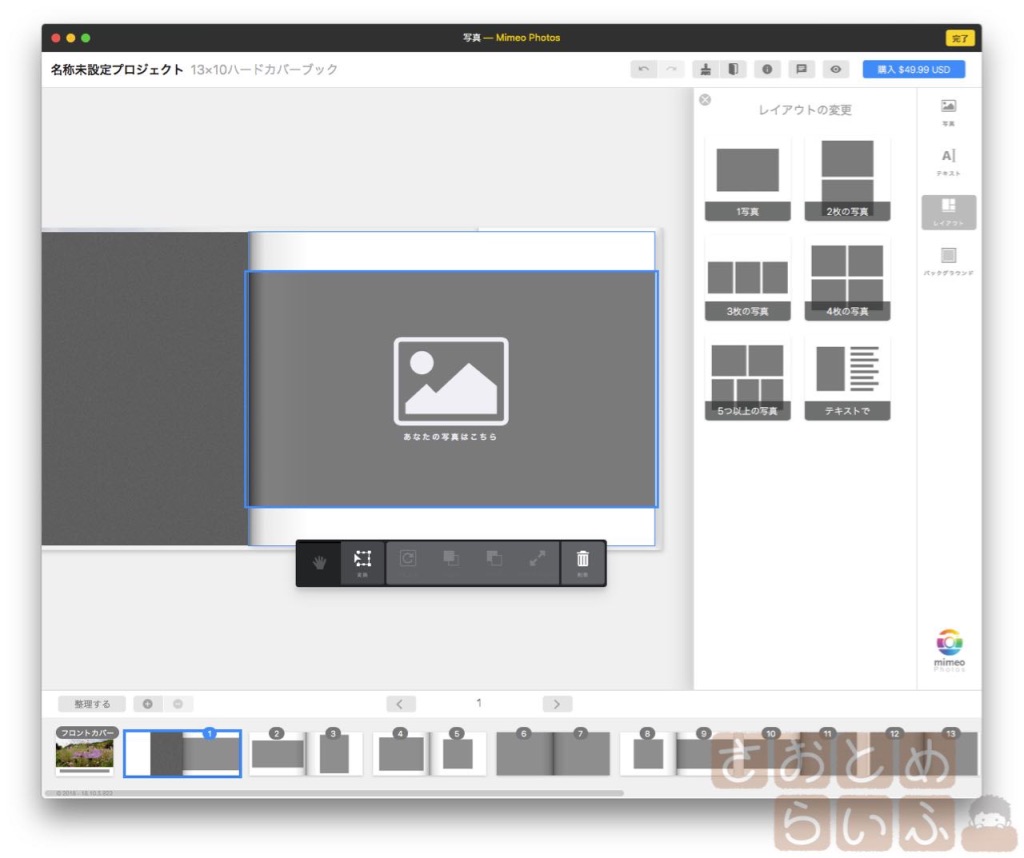 写真 — Mimeo Photos
完了
名称未設定プロジェクト 13×10ハードカバーブック
購入 $49.99 USD
レイアウトの変更
写真
A|
テキスト
1写真
2枚の写真
レイアウト
バックグラウンド
3枚の写真
4枚の写真
5つ以上の写真
テキストで
あなたの写真はこちら
変換
削除
mimeo
Photos
整理する
1
フロントカバー
1
2
3
4
5
6
7
8
9
10
11
12
13
さおとめ
らいふ